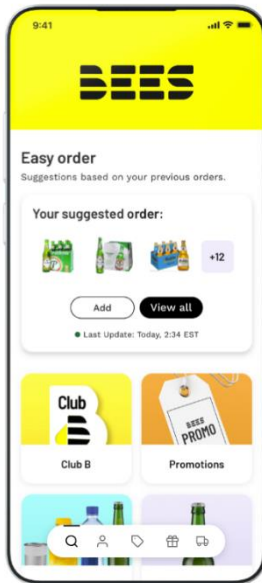 9:41
BEES
Easy order
Suggestions based on your previous orders.
Your suggested order:
+12
Add
View all
Last Update: Today, 2:34 EST
Club
B
BEES
PROMO
Club B
Promotions